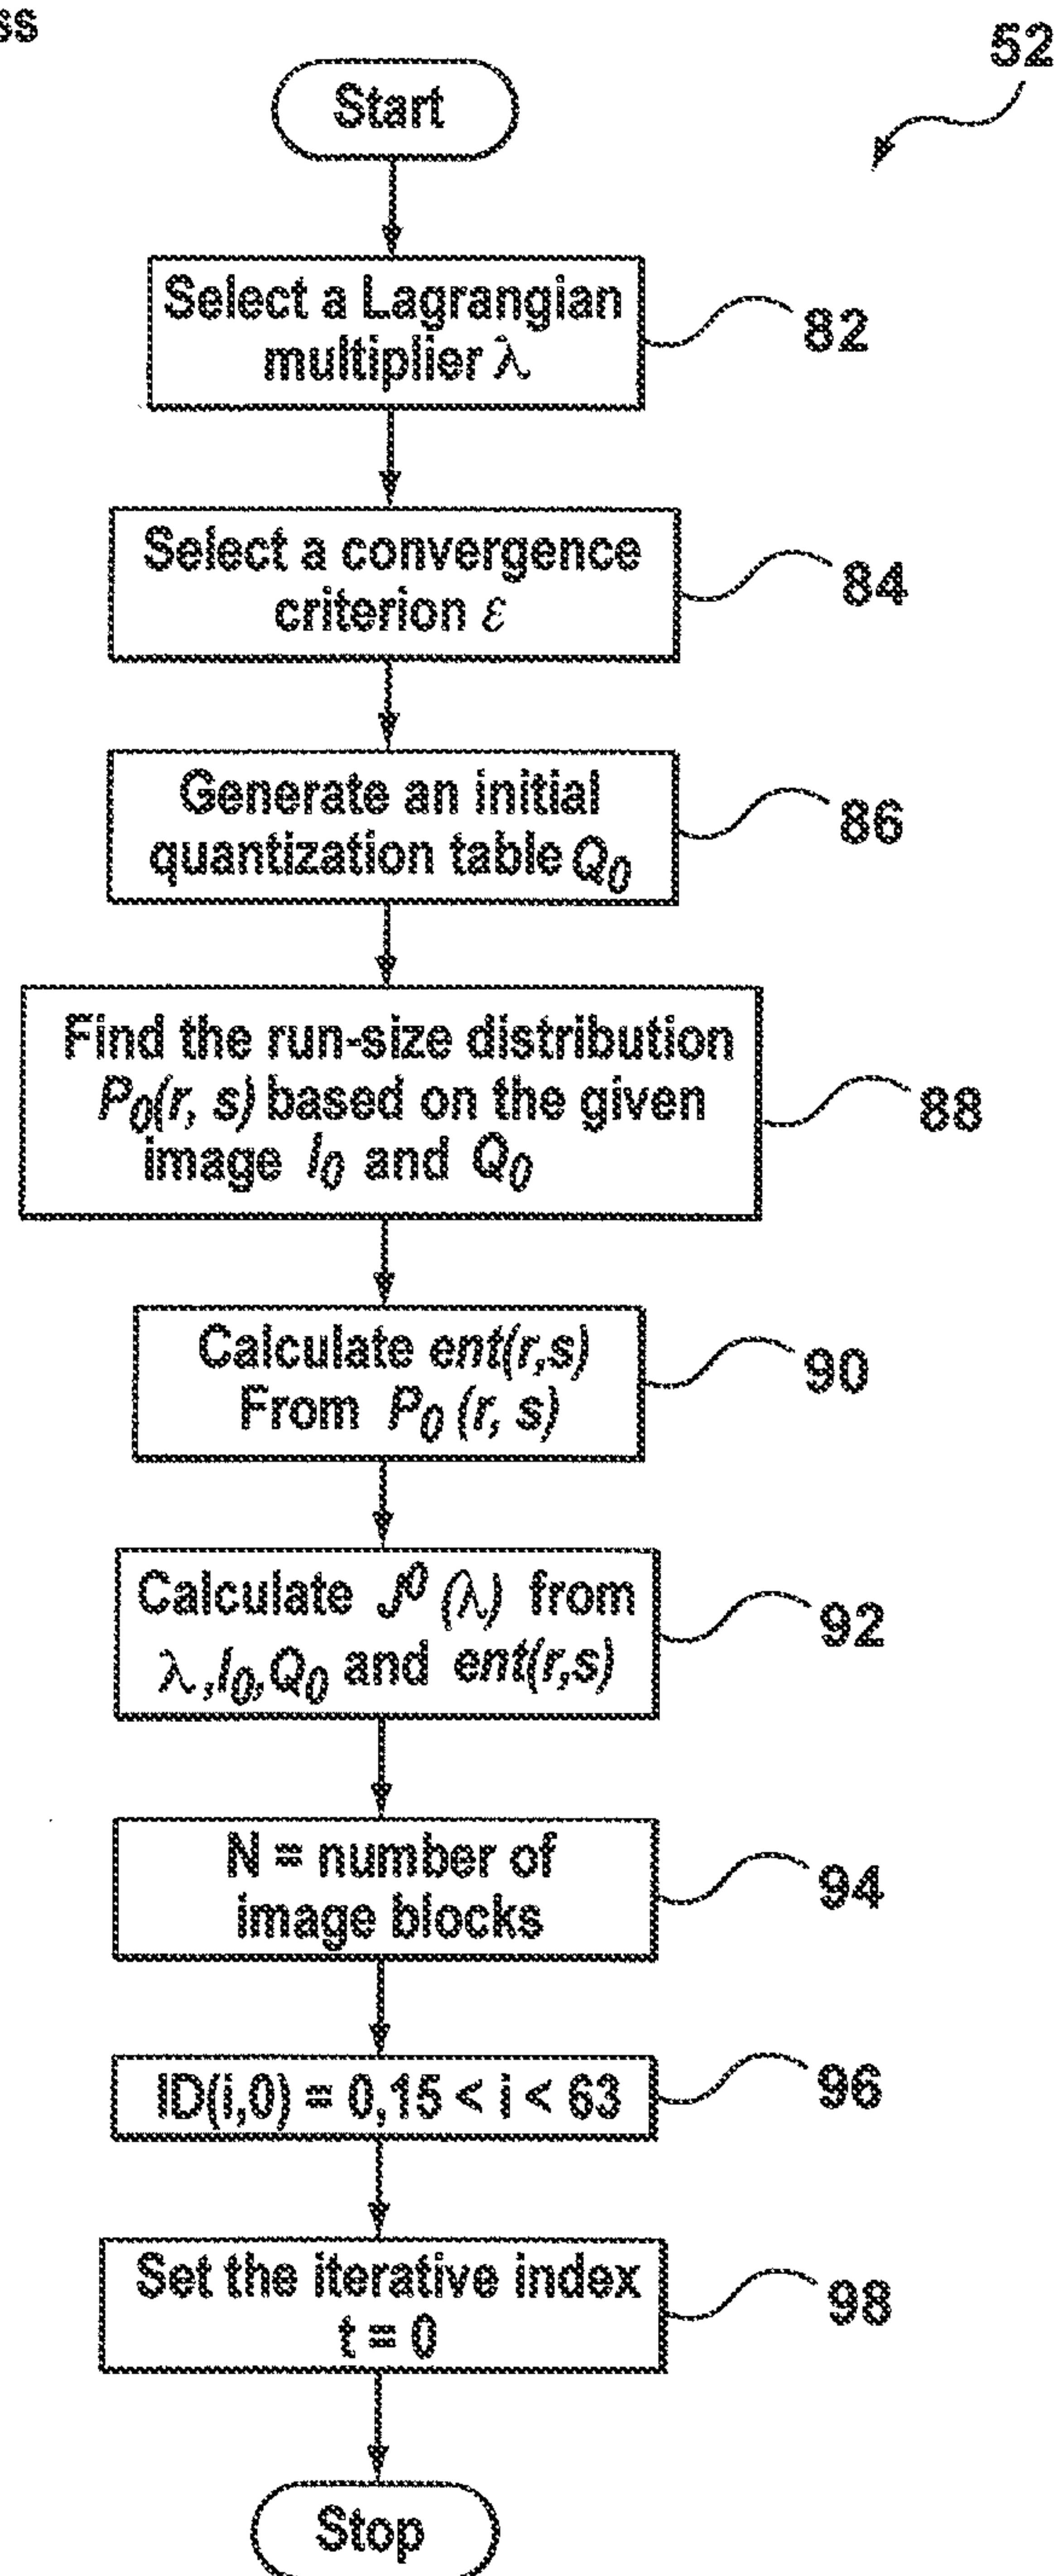 ss
52
Start
Select a Lagrangian
multiplier λ
82
Select a convergence
criterion ε
84
Generate an initial
quantization table Q₀
86
Find the run-size distribution
P₀(r, s) based on the given
image I₀ and Q₀
88
Calculate ent(r,s)
From P₀ (r, s)
90
Calculate J⁰ (λ) from
λ ,I₀,Q₀ and ent(r,s)
92
N = number of
image blocks
94
ID(i,0) = 0,15 < i < 63
96
Set the iterative index
t = 0
98
Stop